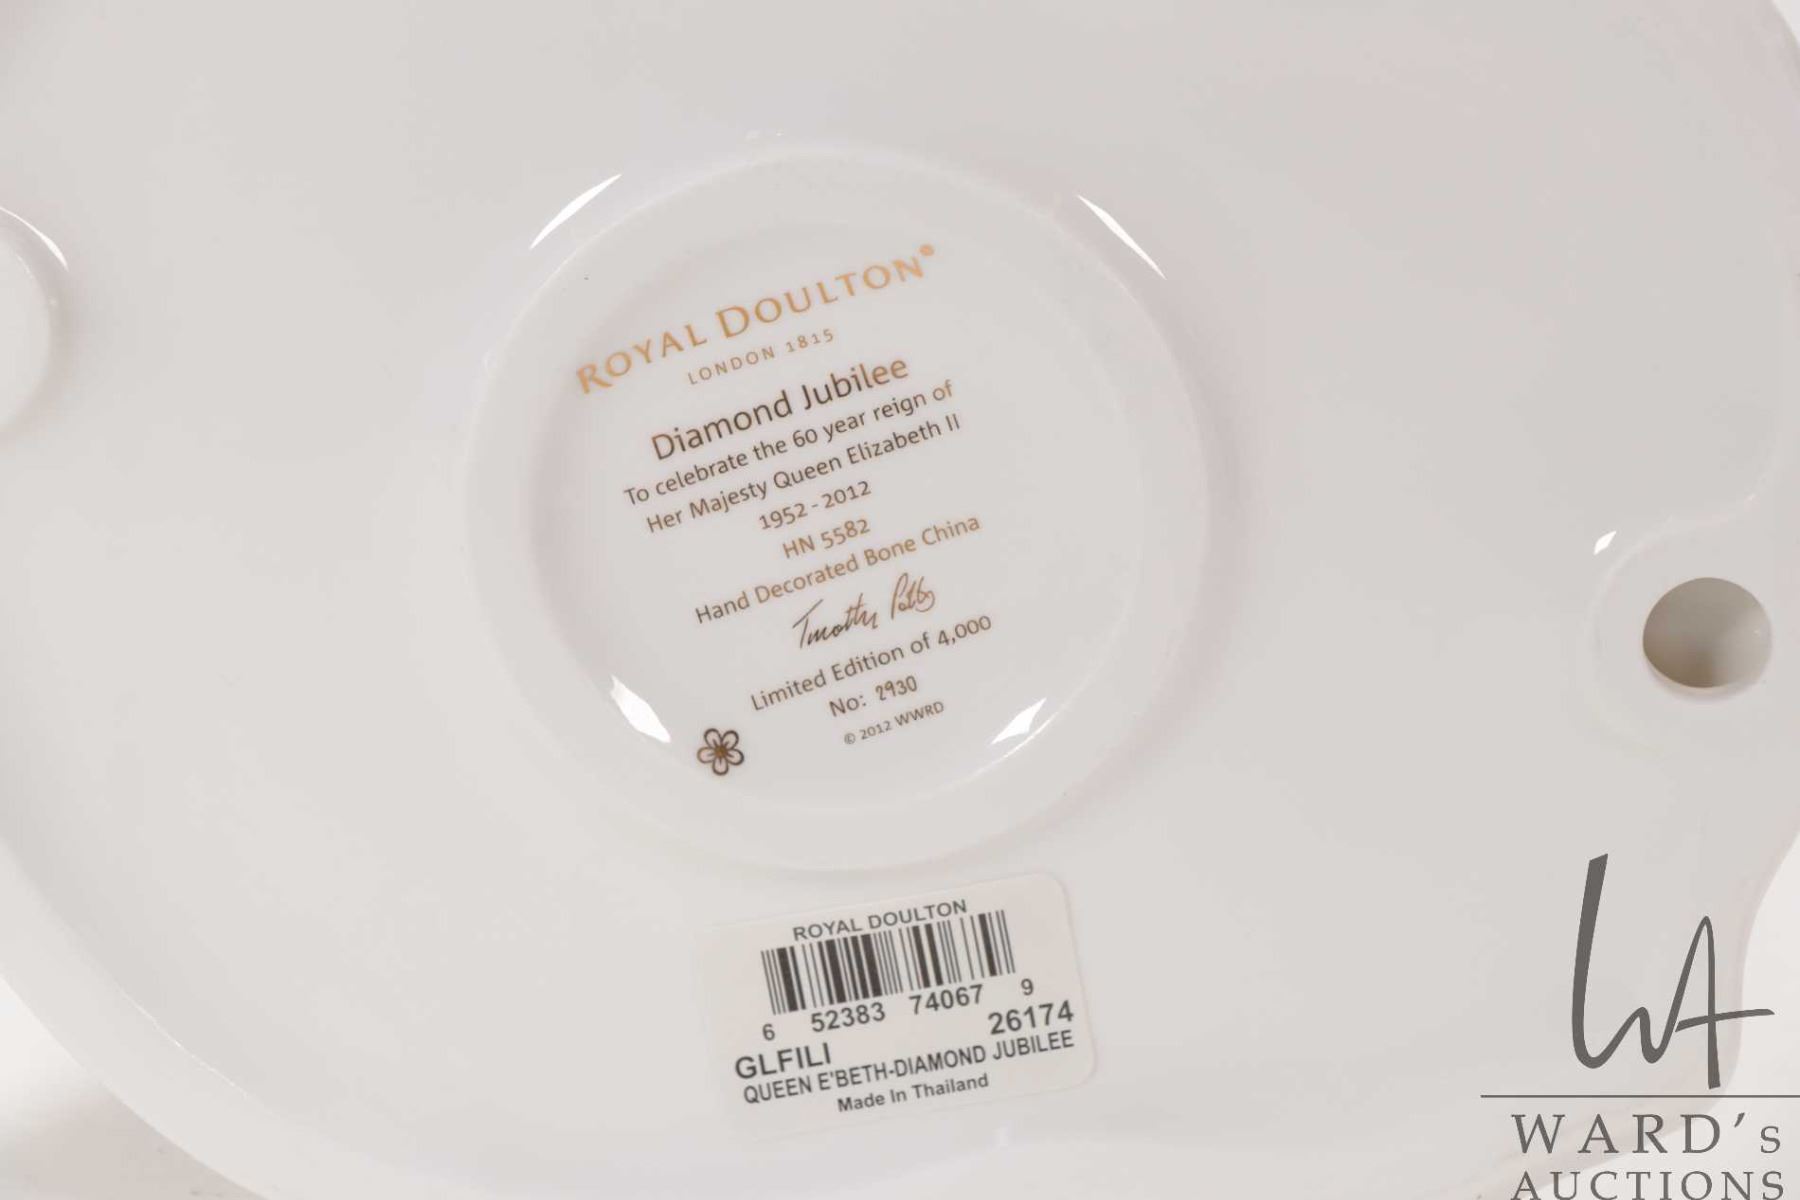 ROYAL DOULTON®
LONDON 1815
Diamond Jubilee
To celebrate the 60 year reign of
Her Majesty Queen Elizabeth II
1952 - 2012
HN 5582
Hand Decorated Bone China
Timothy Potts
Limited Edition of 4,000
No: 2930
© 2012 WWRD
ROYAL DOULTON
6 52383 74067 9
GLFILI 26174
QUEEN E'BETH-DIAMOND JUBILEE
Made In Thailand
WARD's
AUCTIONS